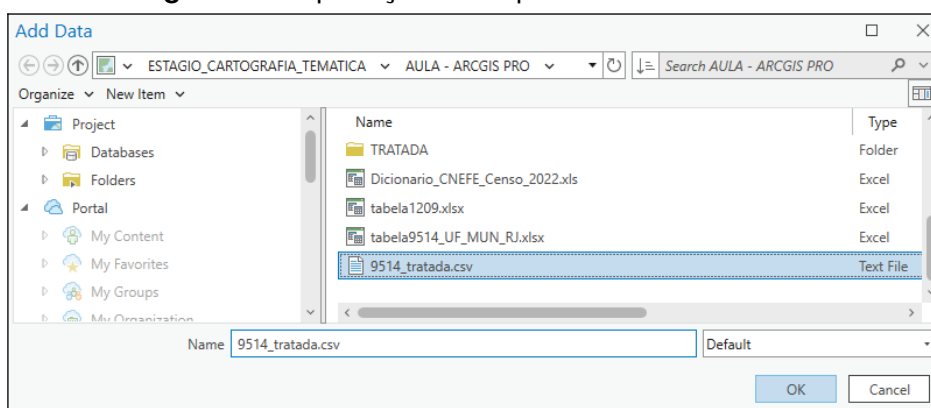 Add Data
ESTAGIO_CARTOGRAFIA_TEMATICA AULA - ARCGIS PRO Search AULA - ARCGIS PRO
Organize New Item
Project
Databases
Folders
Portal
My Content
My Favorites
My Groups
My Organization
Name Type
TRATADA Folder
Dicionario_CNEFE_Censo_2022.xls Excel
tabela1209.xlsx Excel
tabela9514_UF_MUN_RJ.xlsx Excel
9514_tratada.csv Text File
Name 9514_tratada.csv Default
OK Cancel